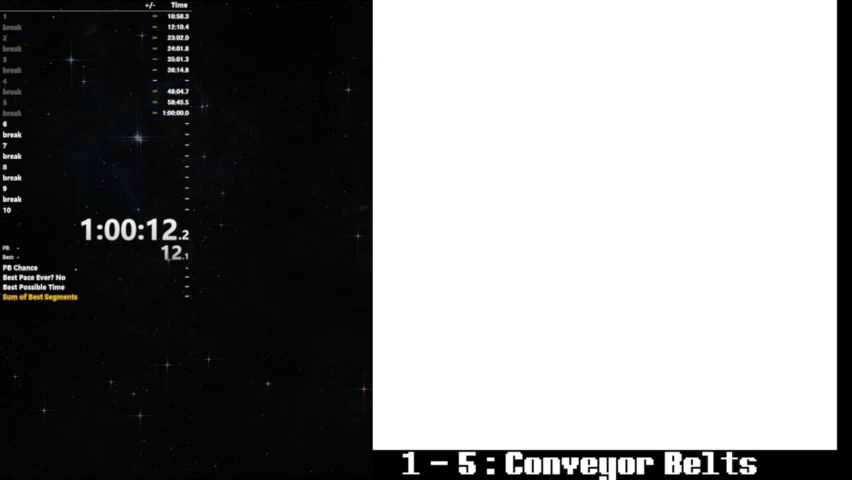 +/- Time
1 — 10:58.3
break — 12:10.4
2 — 23:02.0
break — 24:01.8
3 — 35:01.3
break — 36:14.8
4 — –
break — 48:04.7
5 — 58:45.5
break — 1:00:00.0
6 –
break –
7 –
break –
8 –
break –
9 –
break –
10 –
1:00:12.2
12.1
PB: -
Best: -
PB Chance -
Best Pace Ever? No -
Best Possible Time -
Sum of Best Segments -
1-5: Conveyor Belts